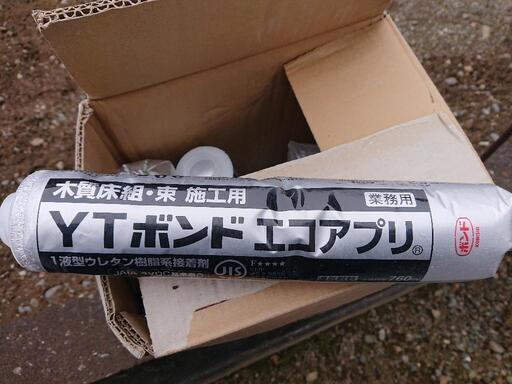 木質床組・束 施工用
業務用
YTボンド エコアプリ®
1液型ウレタン樹脂系接着剤
JIS
F★★★★
ボンド
KONISHI
760